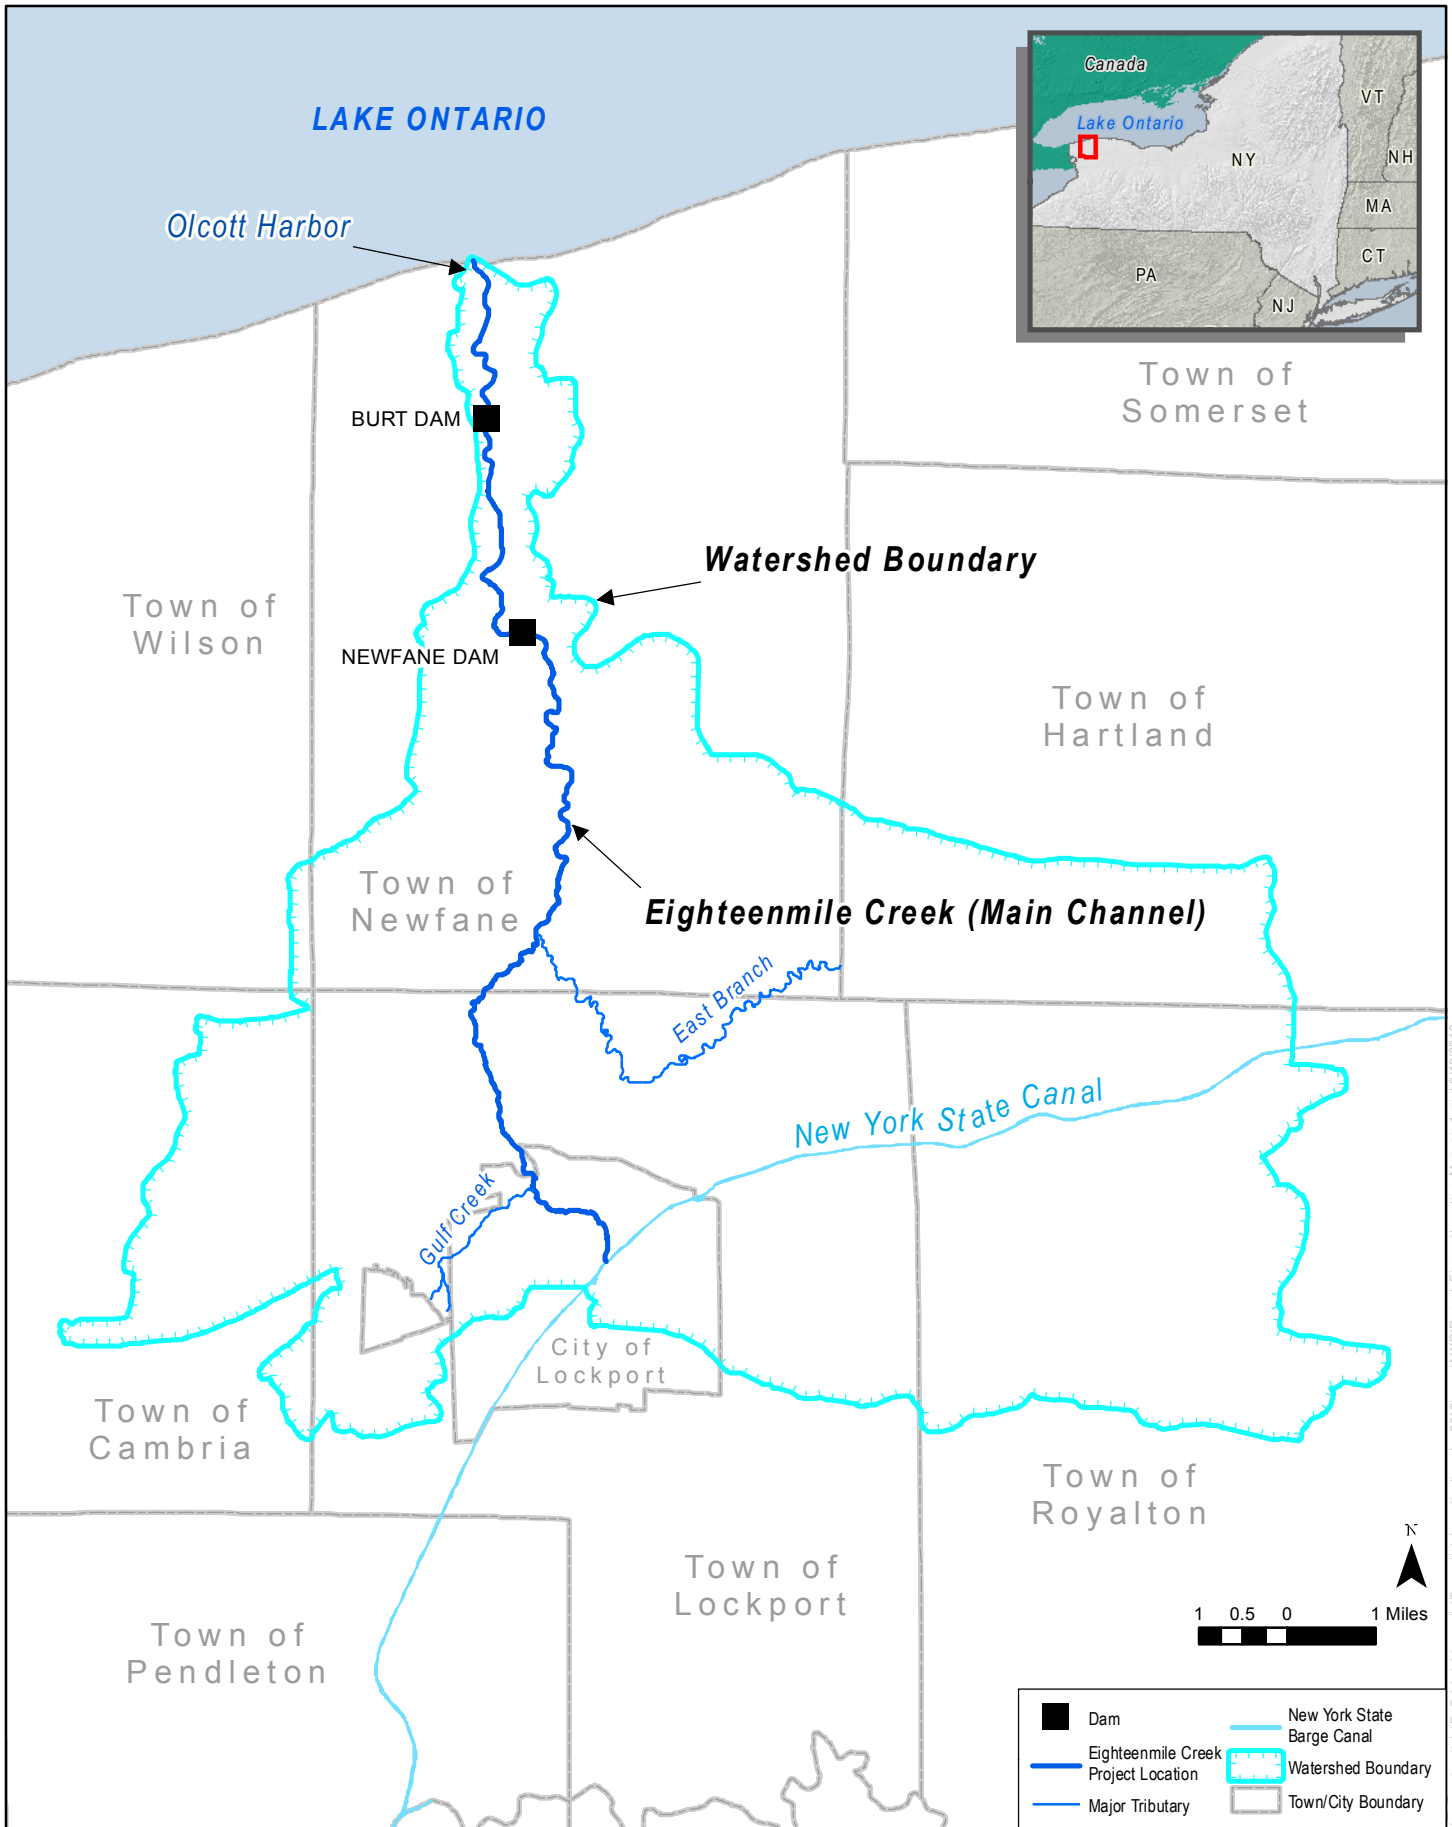 LAKE ONTARIO
Olcott Harbor
Canada
Lake Ontario
VT
NY
NH
MA
CT
PA
NJ
Town of
Somerset
BURT DAM
Watershed Boundary
Town of
Wilson
NEWFANE DAM
Town of
Hartland
Town of
Newfane
Eighteenmile Creek (Main Channel)
East Branch
New York State Canal
Gulf Creek
City of
Lockport
Town of
Cambria
Town of
Royalton
Town of
Lockport
Town of
Pendleton
N
1 0.5 0 1 Miles
Dam
Eighteenmile Creek
Project Location
Major Tributary
New York State
Barge Canal
Watershed Boundary
Town/City Boundary